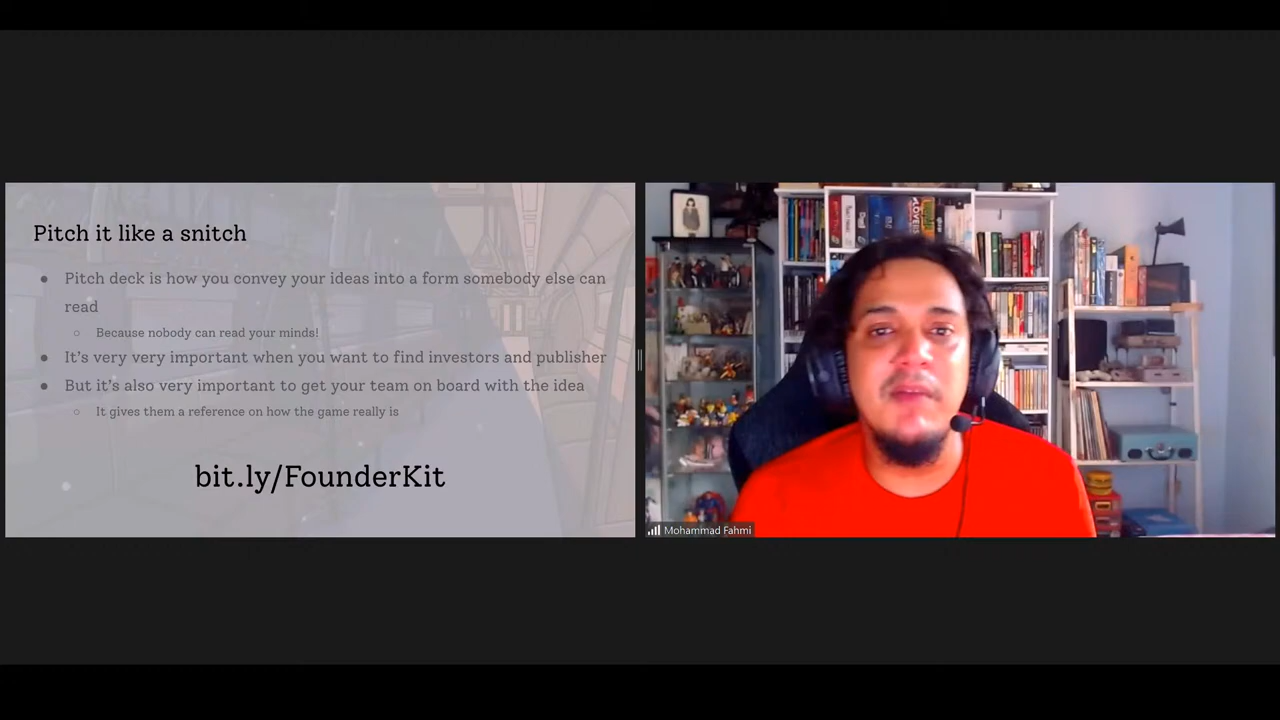 Pitch it like a snitch
● Pitch deck is how you convey your ideas into a form somebody else can
read
○ Because nobody can read your minds!
● It's very very important when you want to find investors and publisher
● But it's also very important to get your team on board with the idea
○ It gives them a reference on how the game really is
bit.ly/FounderKit
Mohammad Fahmi